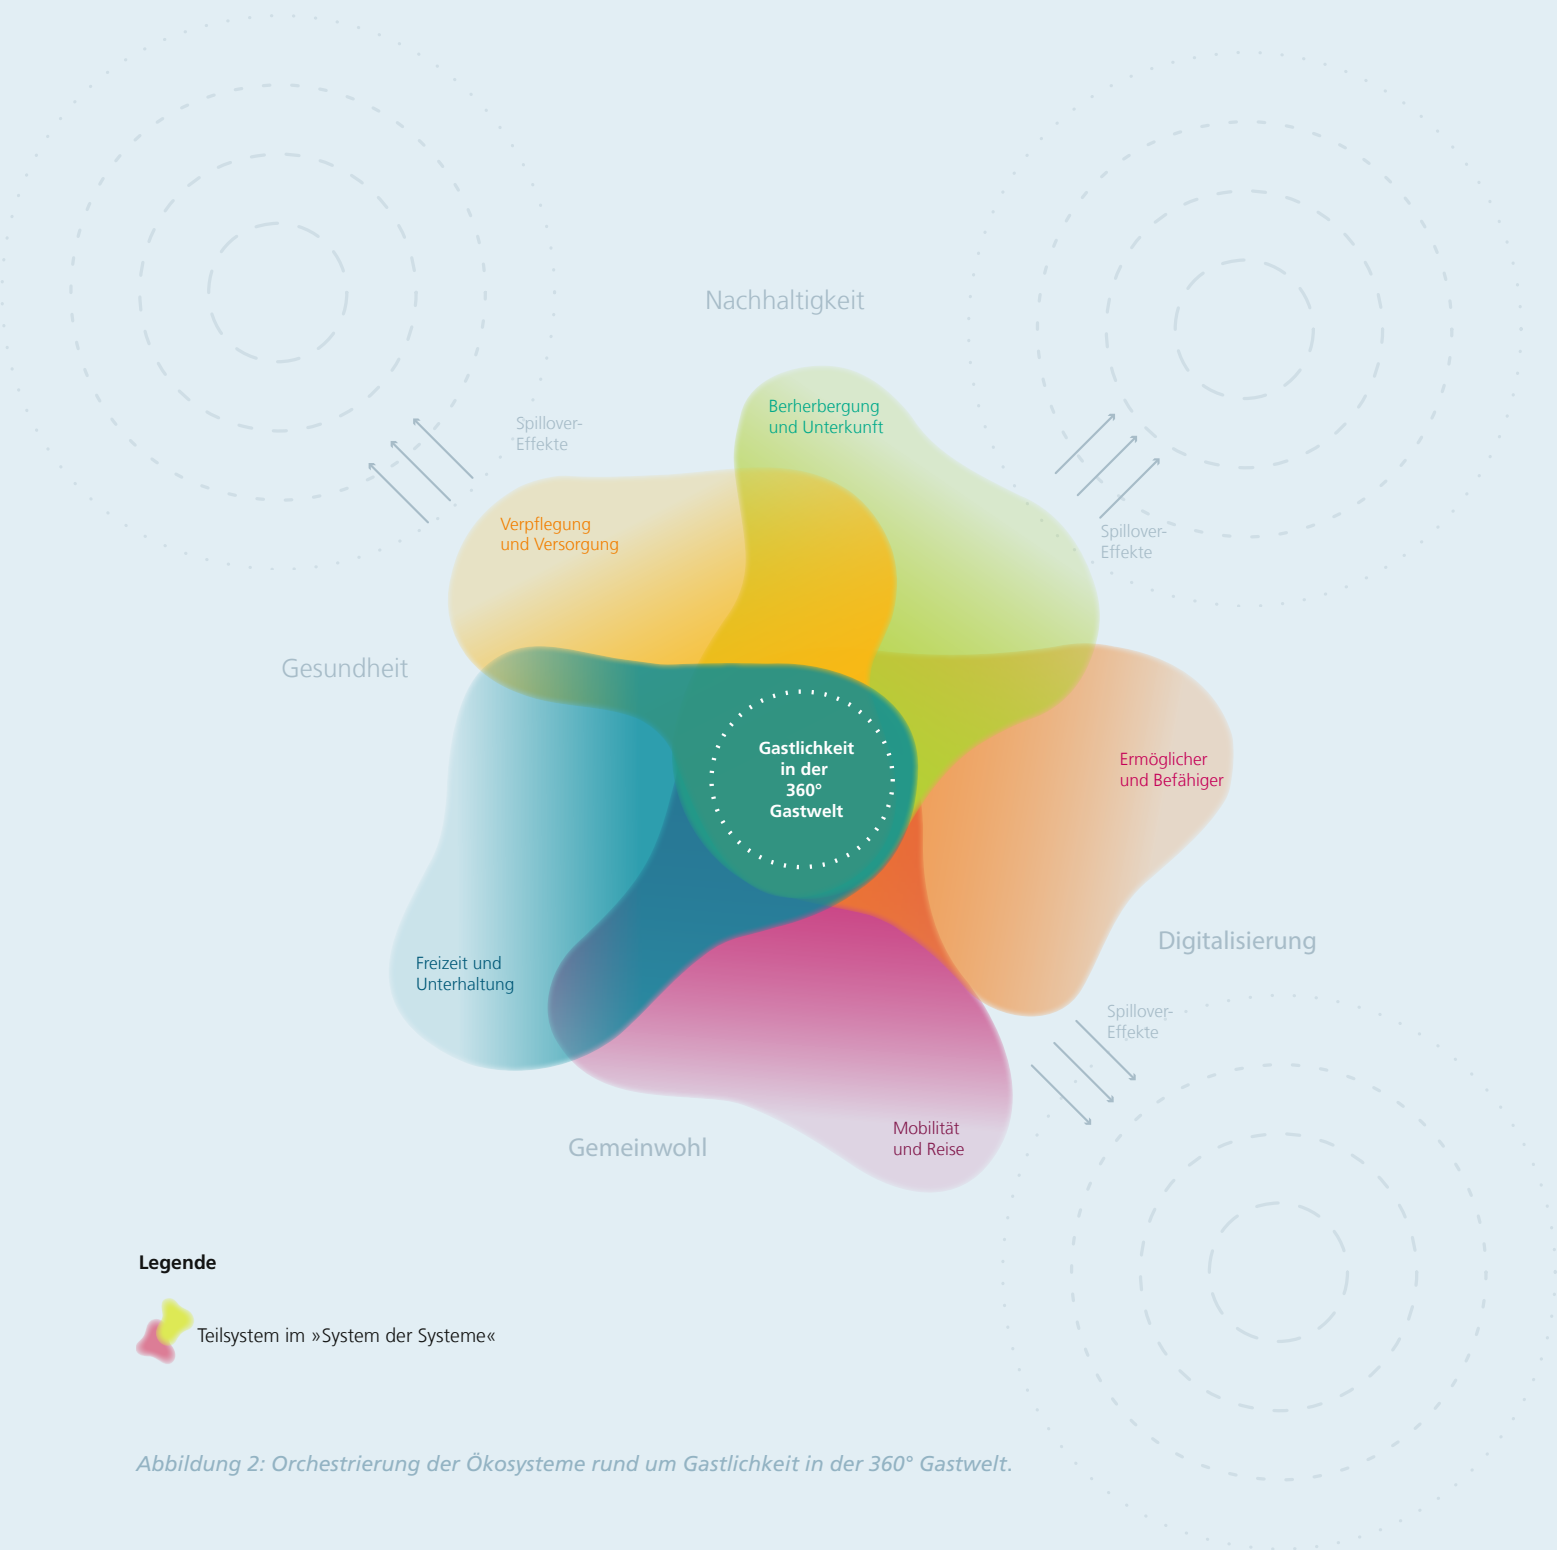 Nachhaltigkeit
Berherbergung
und Unterkunft
Spillover-
Effekte
Verpflegung
und Versorgung
Spillover-
Effekte
Gesundheit
Gastlichkeit
in der
360°
Gastwelt
Ermöglicher
und Befähiger
Digitalisierung
Freizeit und
Unterhaltung
Spillover-
Effekte
Mobilität
und Reise
Gemeinwohl
Legende
Teilsystem im »System der Systeme«
Abbildung 2: Orchestrierung der Ökosysteme rund um Gastlichkeit in der 360° Gastwelt.